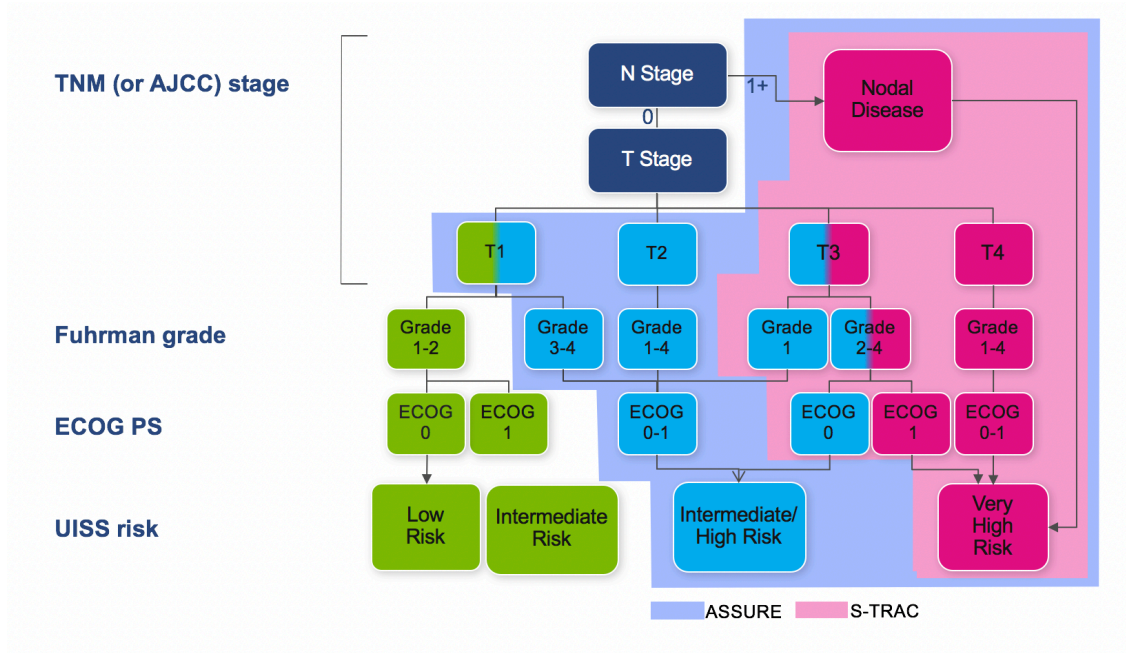 TNM (or AJCC) stage
N Stage
1+
Nodal
Disease
0
T Stage
T1
T2
T3
T4
Fuhrman grade
Grade
1-2
Grade
3-4
Grade
1-4
Grade
1
Grade
2-4
Grade
1-4
ECOG PS
ECOG
0
ECOG
1
ECOG
0-1
ECOG
0
ECOG
1
ECOG
0-1
UISS risk
Low
Risk
Intermediate
Risk
Intermediate/
High Risk
Very
High
Risk
ASSURE
S-TRAC